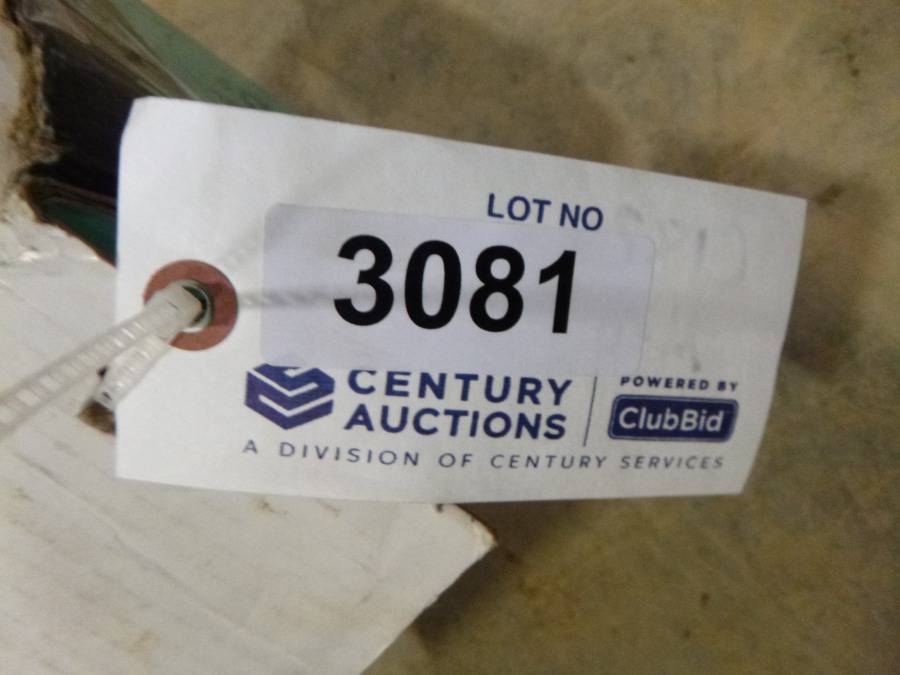 LOT NO
3081
CENTURY
AUCTIONS
POWERED BY
ClubBid
A DIVISION OF CENTURY SERVICES